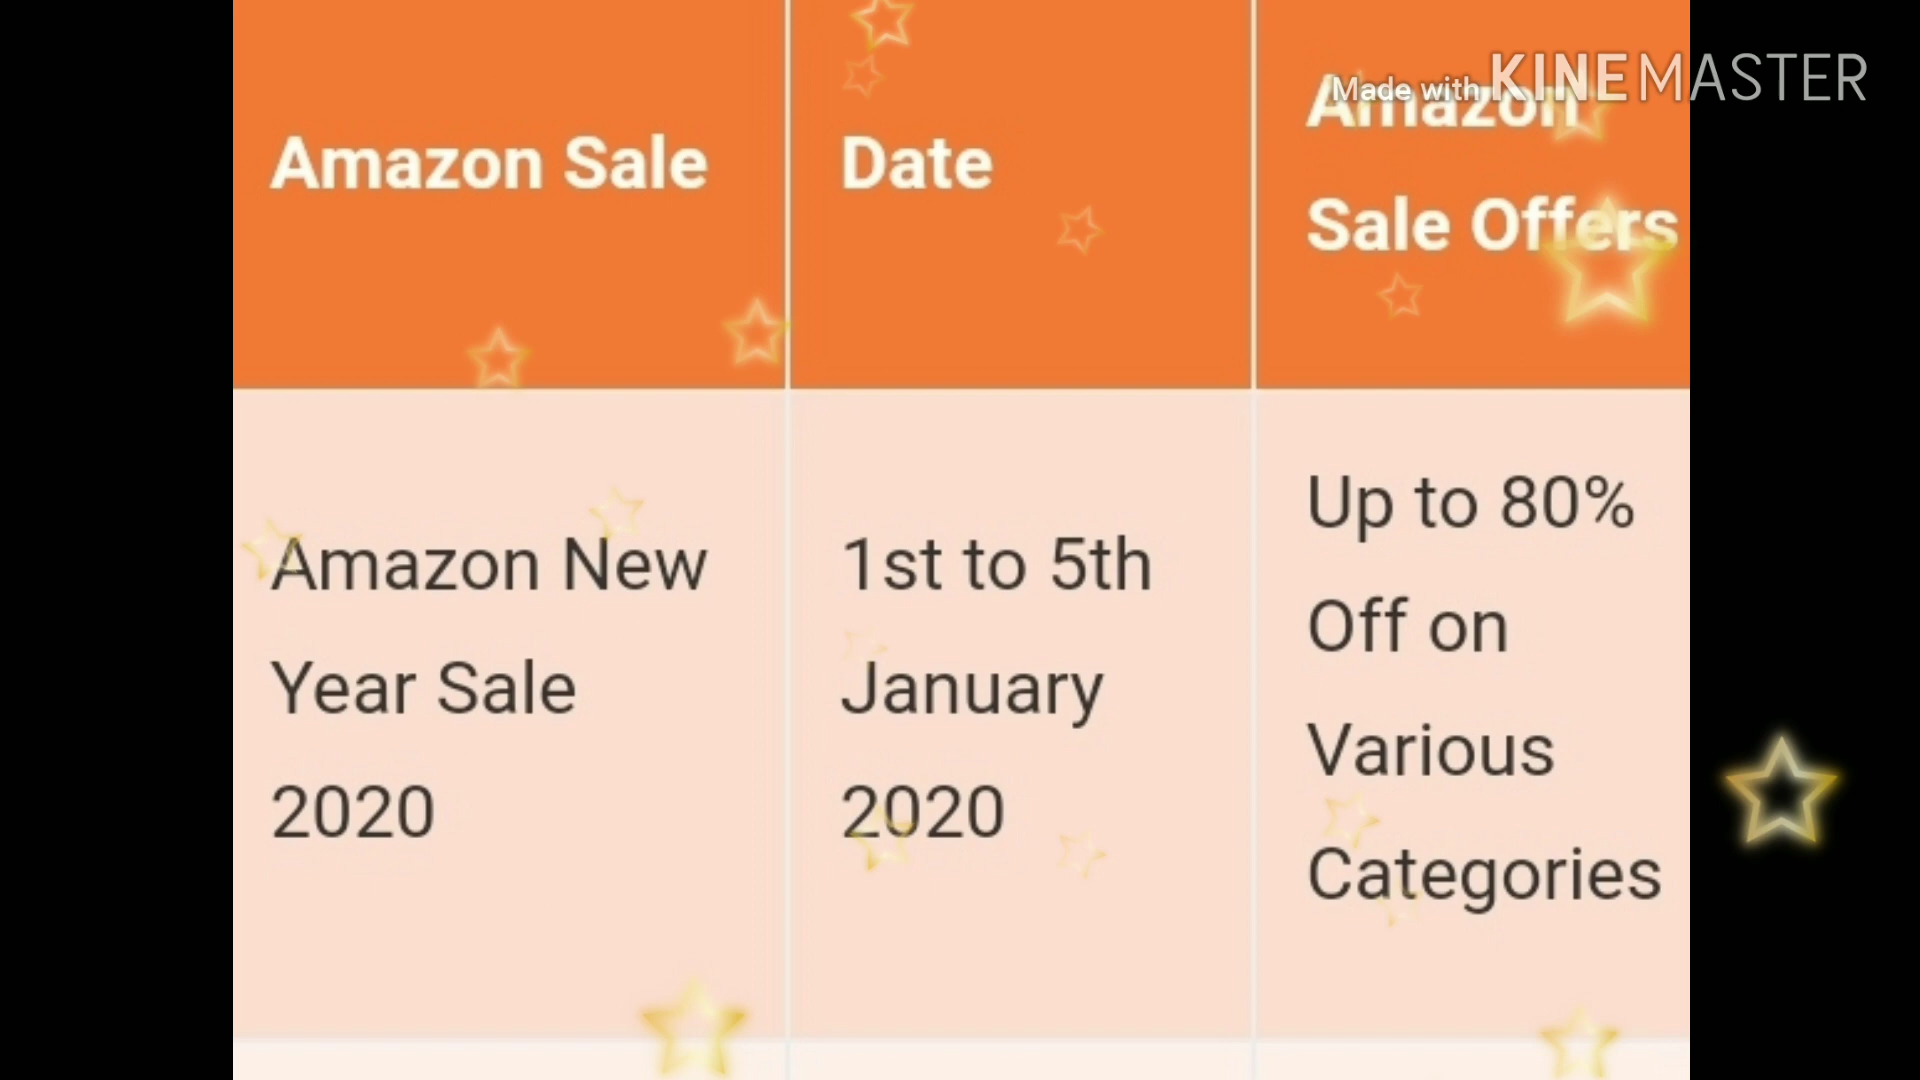 Made with KINEMASTER
Amazon Sale
Date
Amazon
Sale Offers
Amazon New
Year Sale
2020
1st to 5th
January
2020
Up to 80%
Off on
Various
Categories